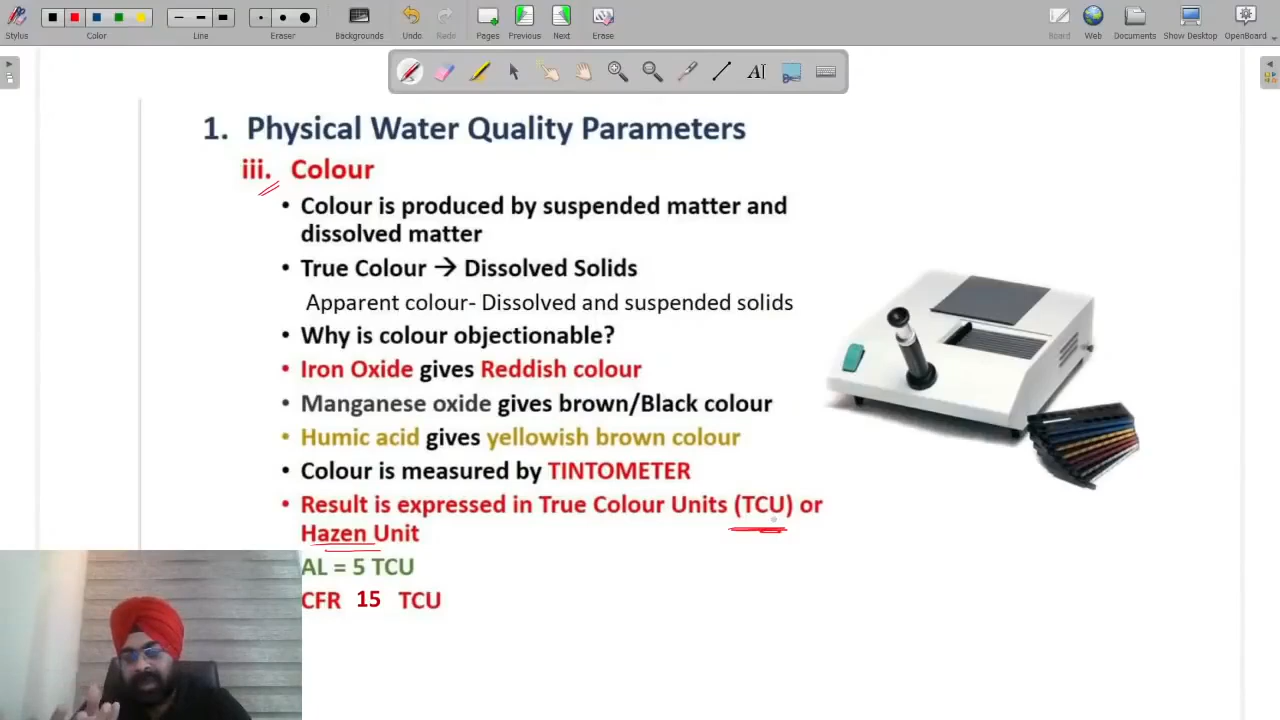 Stylus
Color
Line
Eraser
Backgrounds
Undo
Redo
Pages
Previous
Next
Erase
Board
Web
Documents
Show Desktop
OpenBoard
1. Physical Water Quality Parameters
iii. Colour
• Colour is produced by suspended matter and
dissolved matter
• True Colour → Dissolved Solids
Apparent colour- Dissolved and suspended solids
• Why is colour objectionable?
• Iron Oxide gives Reddish colour
• Manganese oxide gives brown/Black colour
• Humic acid gives yellowish brown colour
• Colour is measured by TINTOMETER
• Result is expressed in True Colour Units (TCU) or
Hazen Unit
AL = 5 TCU
CFR 15 TCU